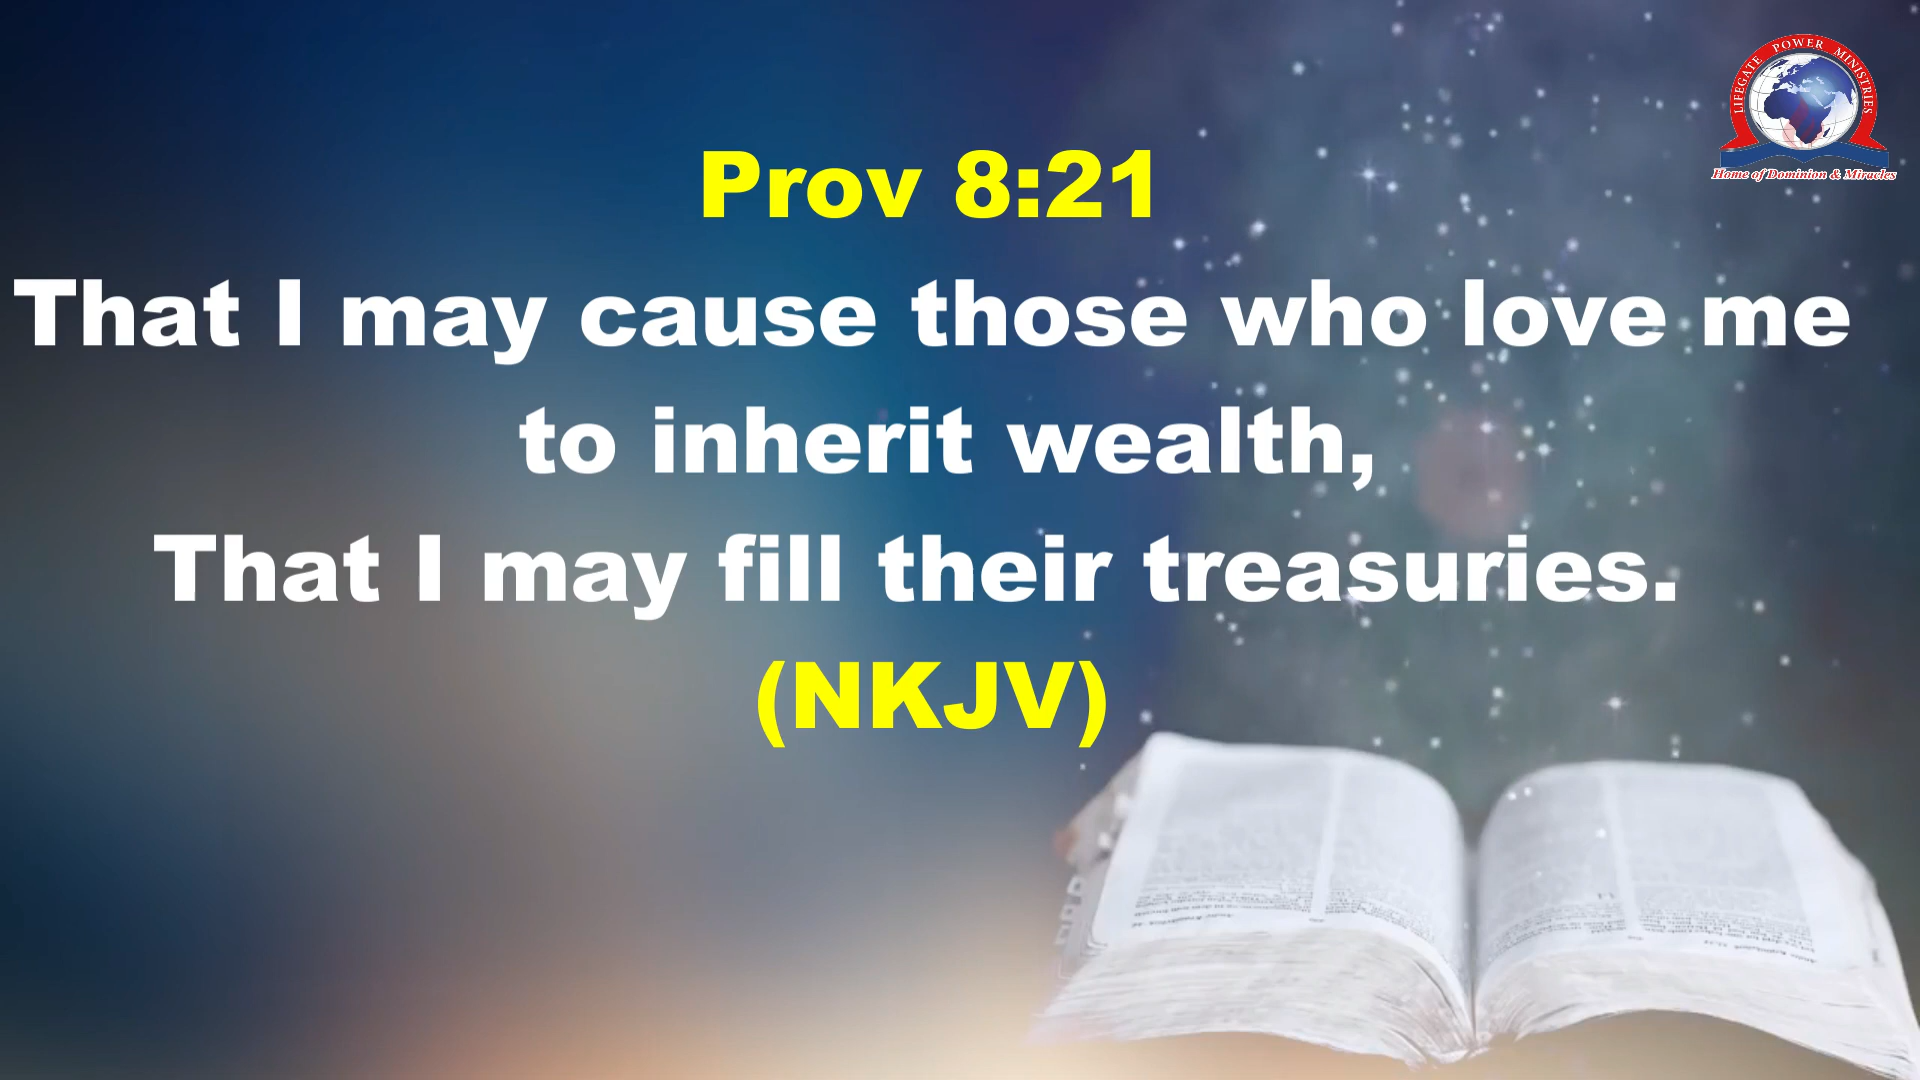 LIFEGATE POWER MINISTRIES
Home of Dominion & Miracles
Prov 8:21
That I may cause those who love me
to inherit wealth,
That I may fill their treasuries.
(NKJV)